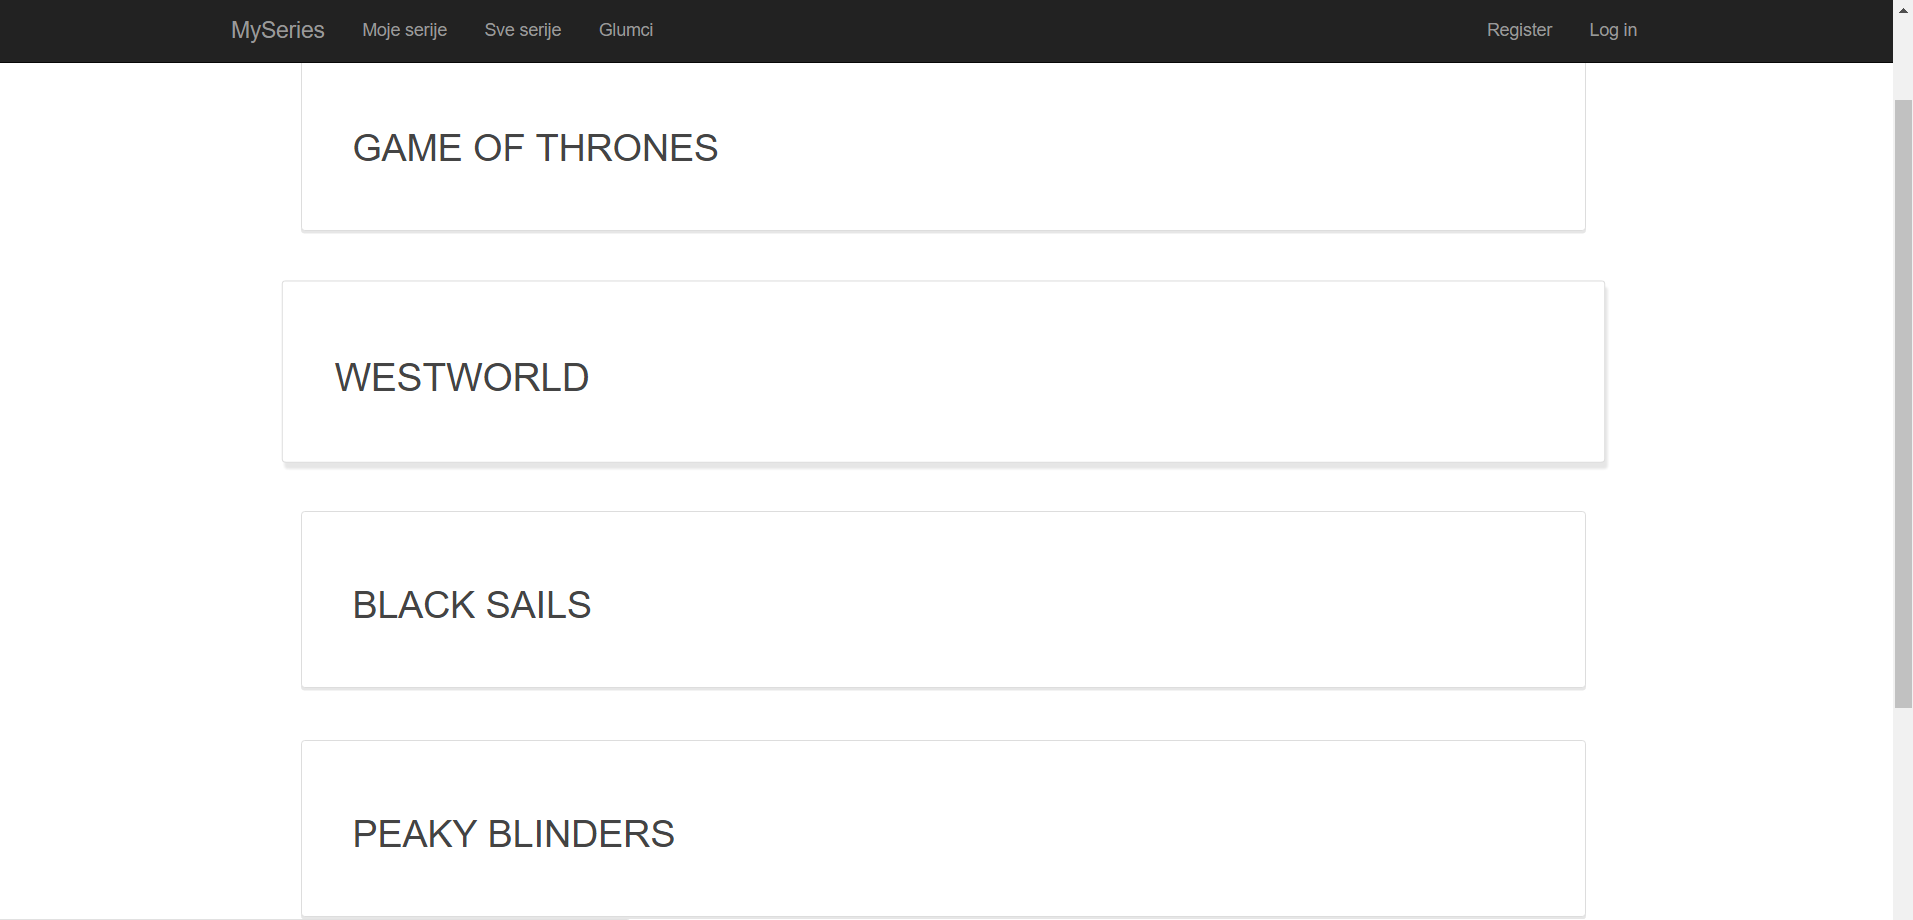 MySeries Moje serije Sve serije Glumci Register Log in
GAME OF THRONES
WESTWORLD
BLACK SAILS
PEAKY BLINDERS